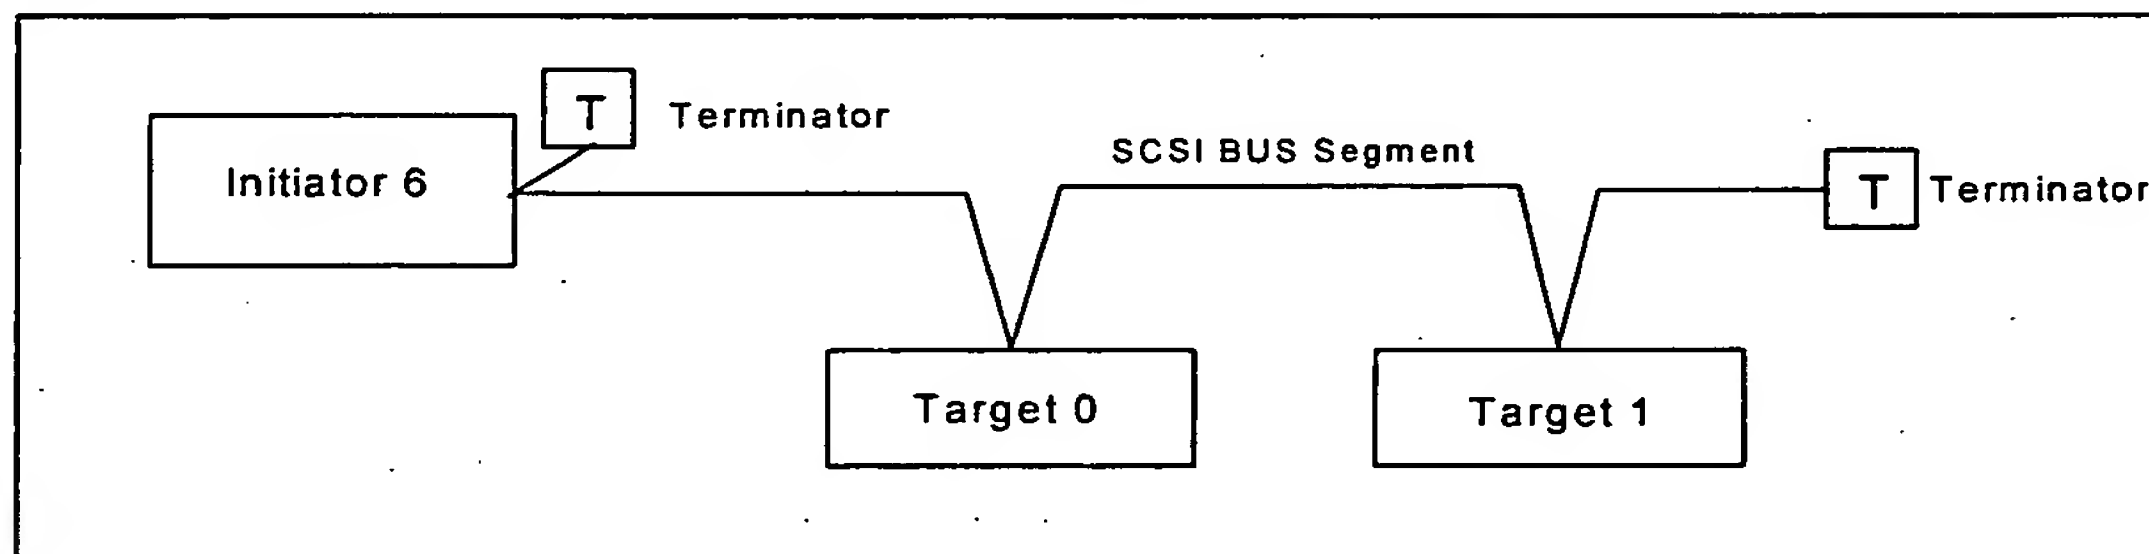 T Terminator
Initiator 6
SCSI BUS Segment
T Terminator
Target 0
Target 1